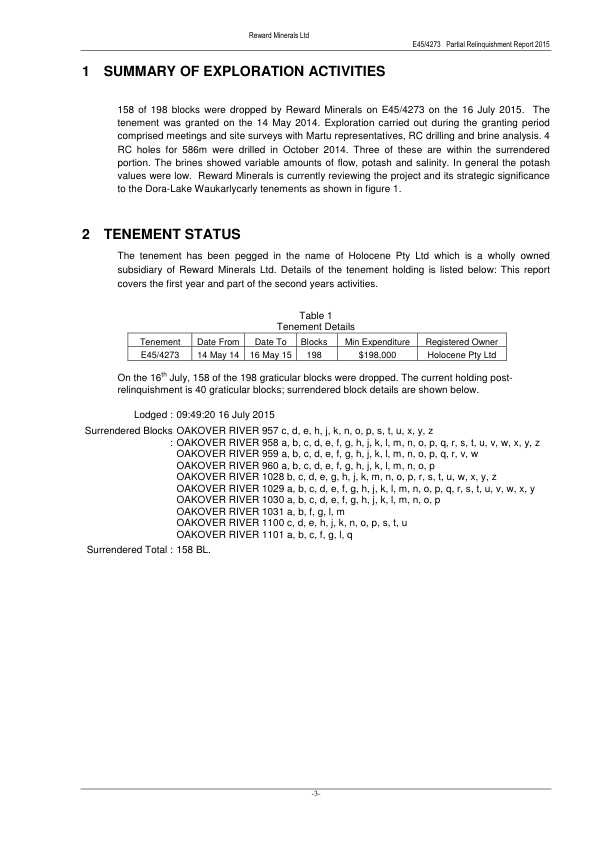 Reward Minerals Ltd
E45/4273 Partial Relinquishment Report 2015
1 SUMMARY OF EXPLORATION ACTIVITIES
158 of 198 blocks were dropped by Reward Minerals on E45/4273 on the 16 July 2015. The
tenement was granted on the 14 May 2014. Exploration carried out during the granting period
comprised meetings and site surveys with Martu representatives, RC drilling and brine analysis. 4
RC holes for 586m were drilled in October 2014. Three of these are within the surrendered
portion. The brines showed variable amounts of flow, potash and salinity. In general the potash
values were low. Reward Minerals is currently reviewing the project and its strategic significance
to the Dora-Lake Waukarlycarly tenements as shown in figure 1.
2 TENEMENT STATUS
The tenement has been pegged in the name of Holocene Pty Ltd which is a wholly owned
subsidiary of Reward Minerals Ltd. Details of the tenement holding is listed below: This report
covers the first year and part of the second years activities.
Table 1
Tenement Details
Tenement Date From Date To Blocks Min Expenditure Registered Owner
E45/4273 14 May 14 16 May 15 198 $198,000 Holocene Pty Ltd
On the 16th July, 158 of the 198 graticular blocks were dropped. The current holding post-
relinquishment is 40 graticular blocks; surrendered block details are shown below.
Lodged : 09:49:20 16 July 2015
Surrendered Blocks OAKOVER RIVER 957 c, d, e, h, j, k, n, o, p, s, t, u, x, y, z
: OAKOVER RIVER 958 a, b, c, d, e, f, g, h, j, k, l, m, n, o, p, q, r, s, t, u, v, w, x, y, z
OAKOVER RIVER 959 a, b, c, d, e, f, g, h, j, k, l, m, n, o, p, q, r, v, w
OAKOVER RIVER 960 a, b, c, d, e, f, g, h, j, k, l, m, n, o, p
OAKOVER RIVER 1028 b, c, d, e, g, h, j, k, m, n, o, p, r, s, t, u, w, x, y, z
OAKOVER RIVER 1029 a, b, c, d, e, f, g, h, j, k, l, m, n, o, p, q, r, s, t, u, v, w, x, y
OAKOVER RIVER 1030 a, b, c, d, e, f, g, h, j, k, l, m, n, o, p
OAKOVER RIVER 1031 a, b, f, g, l, m
OAKOVER RIVER 1100 c, d, e, h, j, k, n, o, p, s, t, u
OAKOVER RIVER 1101 a, b, c, f, g, l, q
Surrendered Total : 158 BL.
-3-